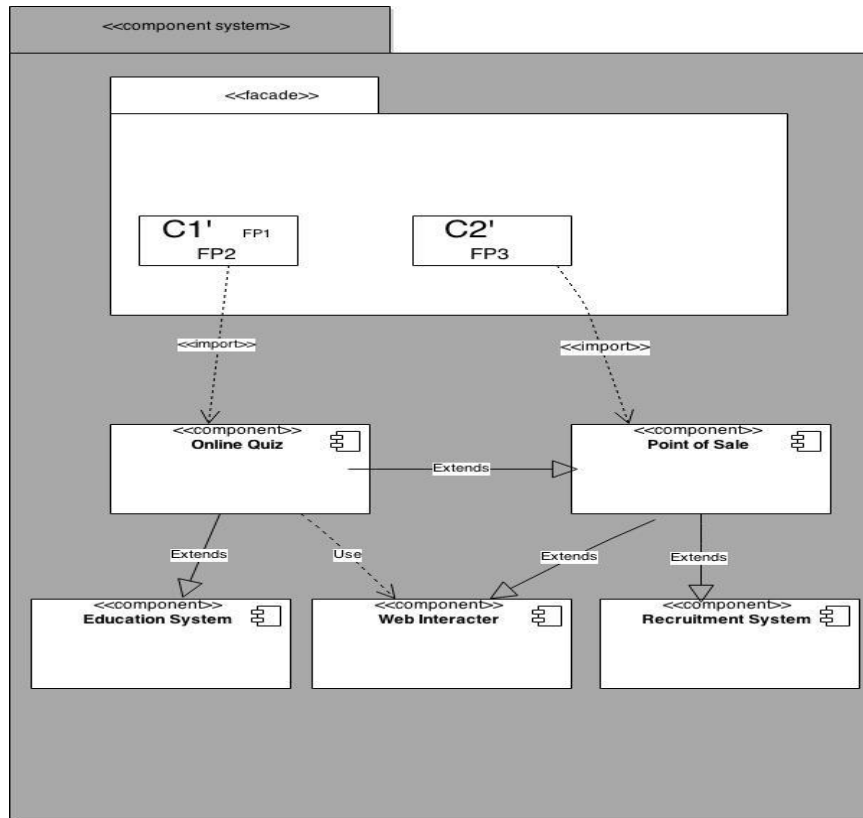 <<component system>>
<<facade>>
C1' FP1
FP2
C2'
FP3
<<import>>
<<import>>
<<component>>
Online Quiz
<<component>>
Point of Sale
Extends
Extends
Use
Extends
Extends
<<component>>
Education System
<<component>>
Web Interacter
<<component>>
Recruitment System